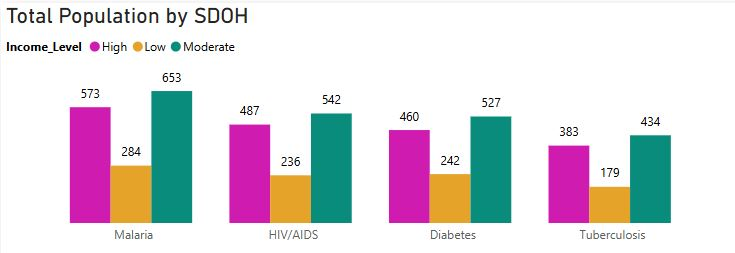 Total Population by SDOH
Income_Level High Low Moderate
573 284 653 487 236 542 460 242 527 383 179 434
Malaria HIV/AIDS Diabetes Tuberculosis